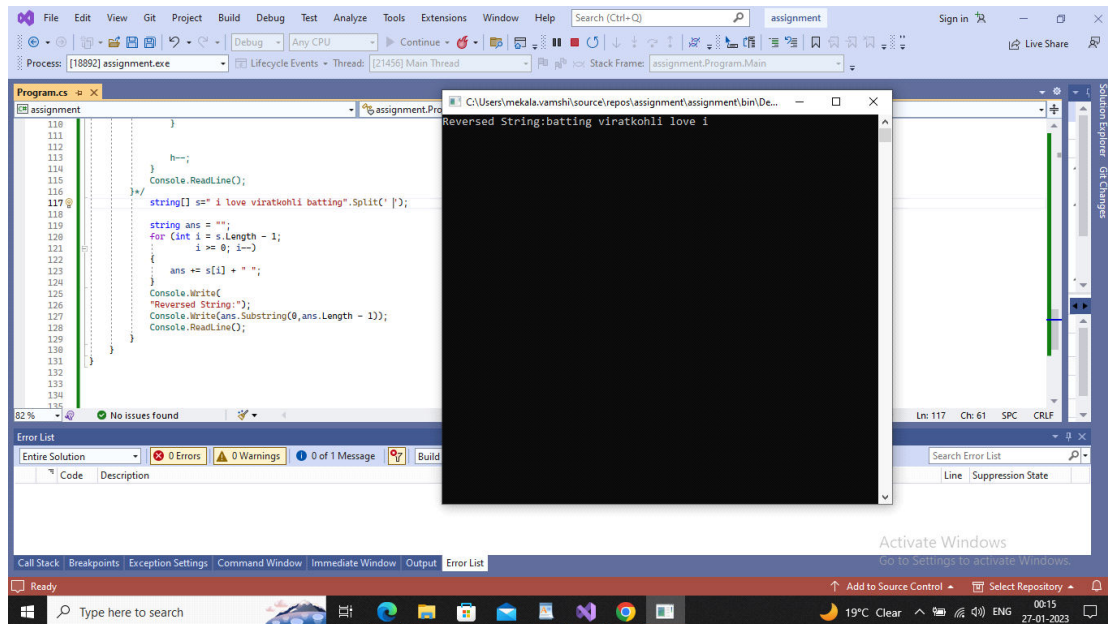 File Edit View Git Project Build Debug Test Analyze Tools Extensions Window Help Search (Ctrl+Q) assignment Sign in
Debug Any CPU Continue Live Share
Process: [18892] assignment.exe Lifecycle Events Thread: [21456] Main Thread Stack Frame: assignment.Program.Main
Program.cs
assignment assignment.Pro
C:\Users\mekala.vamshi\source\repos\assignment\assignment\bin\De...
Reversed String:batting viratkohli love i
110 }
111
112
113 h--;
114 }
115 Console.ReadLine();
116 }*/
117 string[] s=" i love viratkohli batting".Split(' ');
118
119 string ans = "";
120 for (int i = s.Length - 1;
121 i >= 0; i--)
122 {
123 ans += s[i] + " ";
124 }
125 Console.Write(
126 "Reversed String:");
127 Console.Write(ans.Substring(0,ans.Length - 1));
128 Console.ReadLine();
129 }
130 }
131 }
132
133
134
135
Solution Explorer
Git Changes
82 % No issues found Ln: 117 Ch: 61 SPC CRLF
Error List
Entire Solution 0 Errors 0 Warnings 0 of 1 Message Build Search Error List
Code Description Line Suppression State
Activate Windows
Go to Settings to activate Windows.
Call Stack Breakpoints Exception Settings Command Window Immediate Window Output Error List
Ready Add to Source Control Select Repository
Type here to search 19°C Clear ENG 00:15
27-01-2023